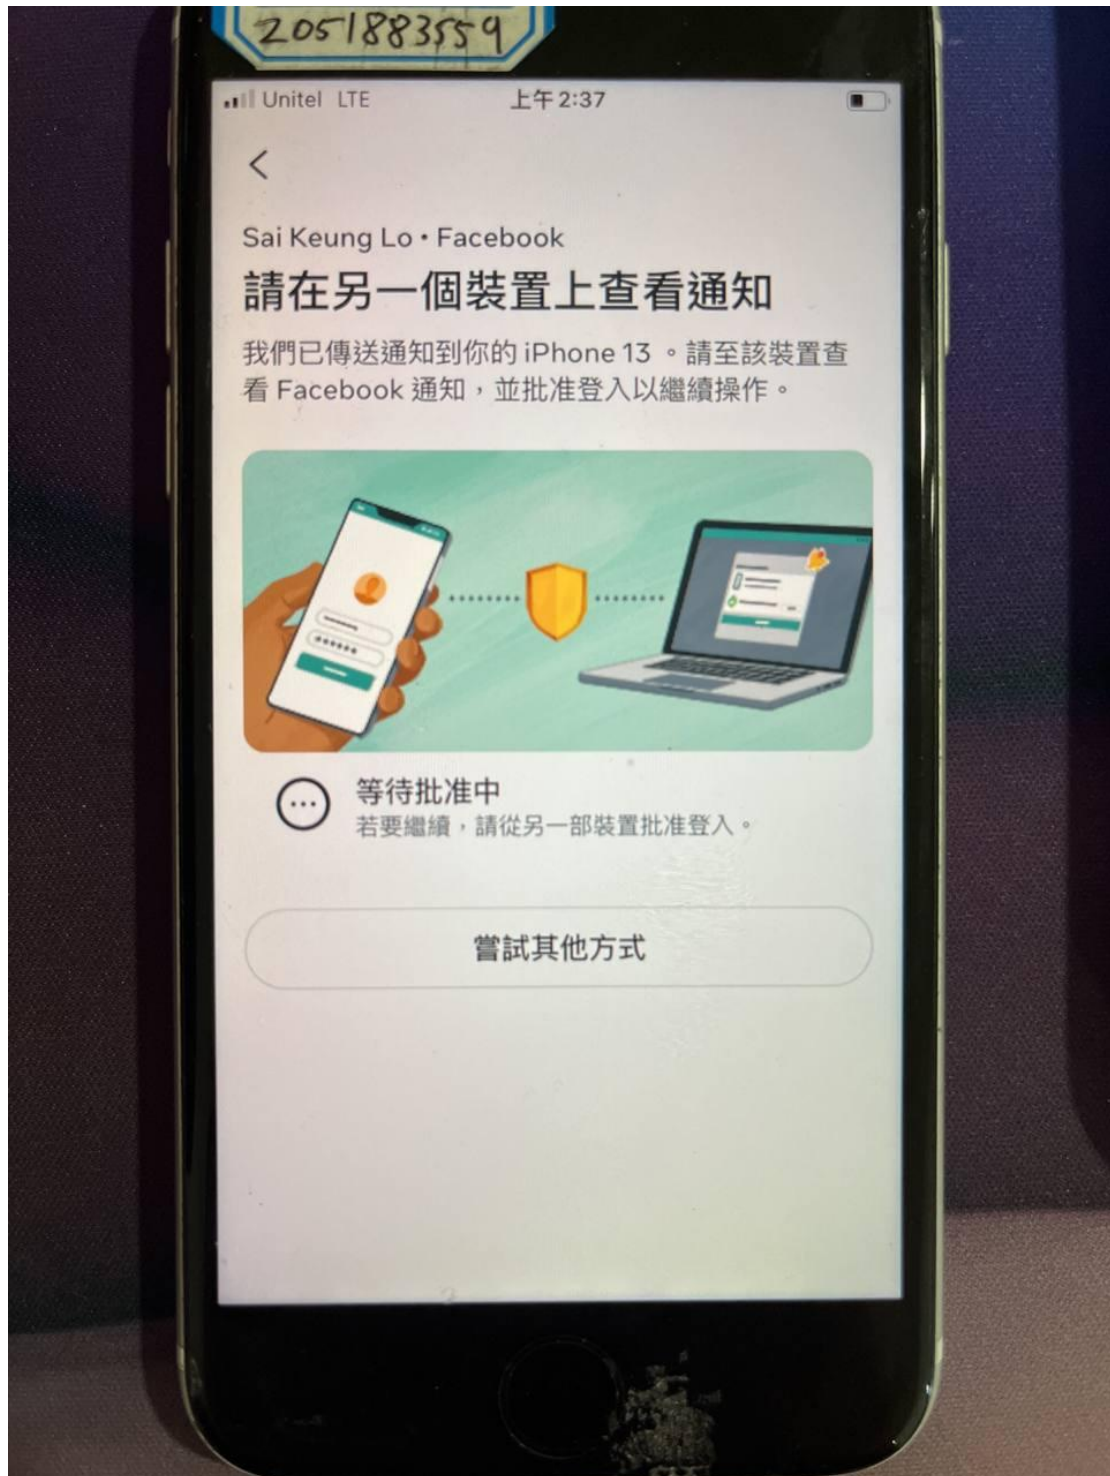 2051883559
Unitel LTE 上午2:37
Sai Keung Lo • Facebook
請在另一個裝置上查看通知
我們已傳送通知到你的 iPhone 13 。請至該裝置查
看 Facebook 通知，並批准登入以繼續操作。
等待批准中
若要繼續，請從另一部裝置批准登入。
嘗試其他方式